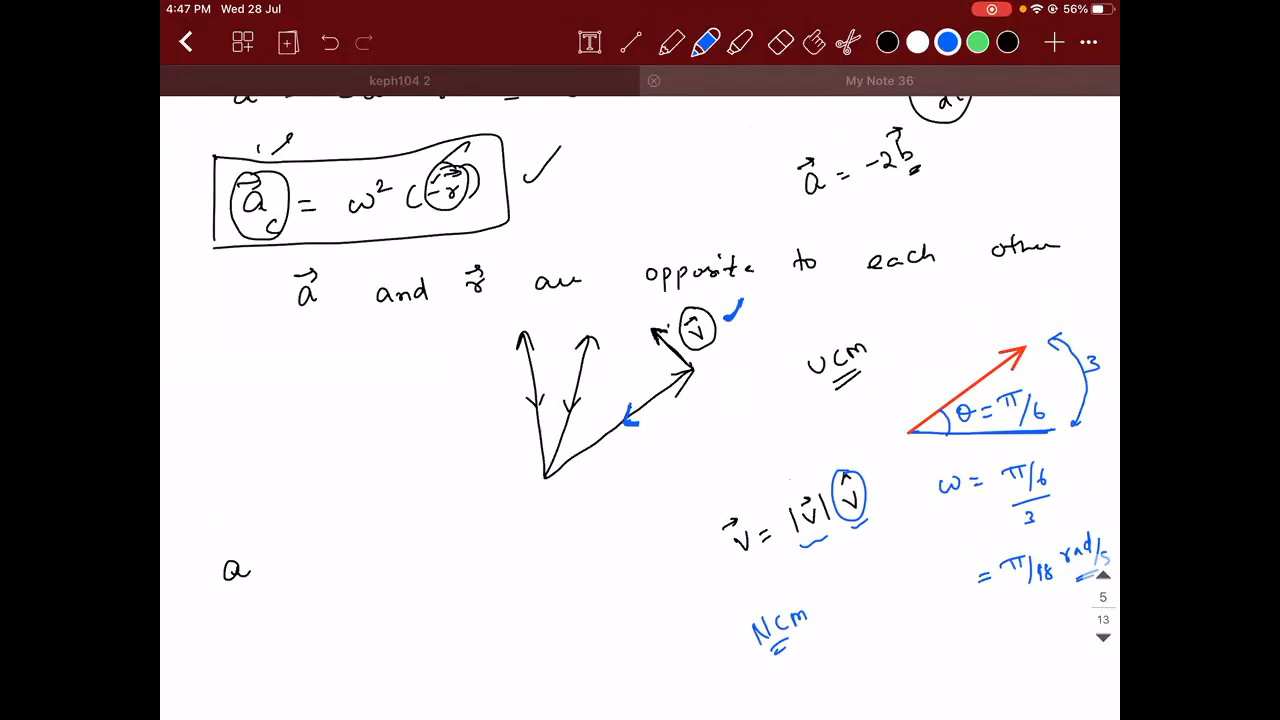 4:47 PM Wed 28 Jul
56%
T
keph104 2
My Note 36
a⃗c = ω² (-r⃗)
a⃗ = -2b⃗
a⃗ and r⃗ are opposite to each other
v⃗
UCM
3
θ = π/6
ω = π/6
3
v⃗ = |v⃗| v̂
= π/18 rad/s
a
NCM
5
13